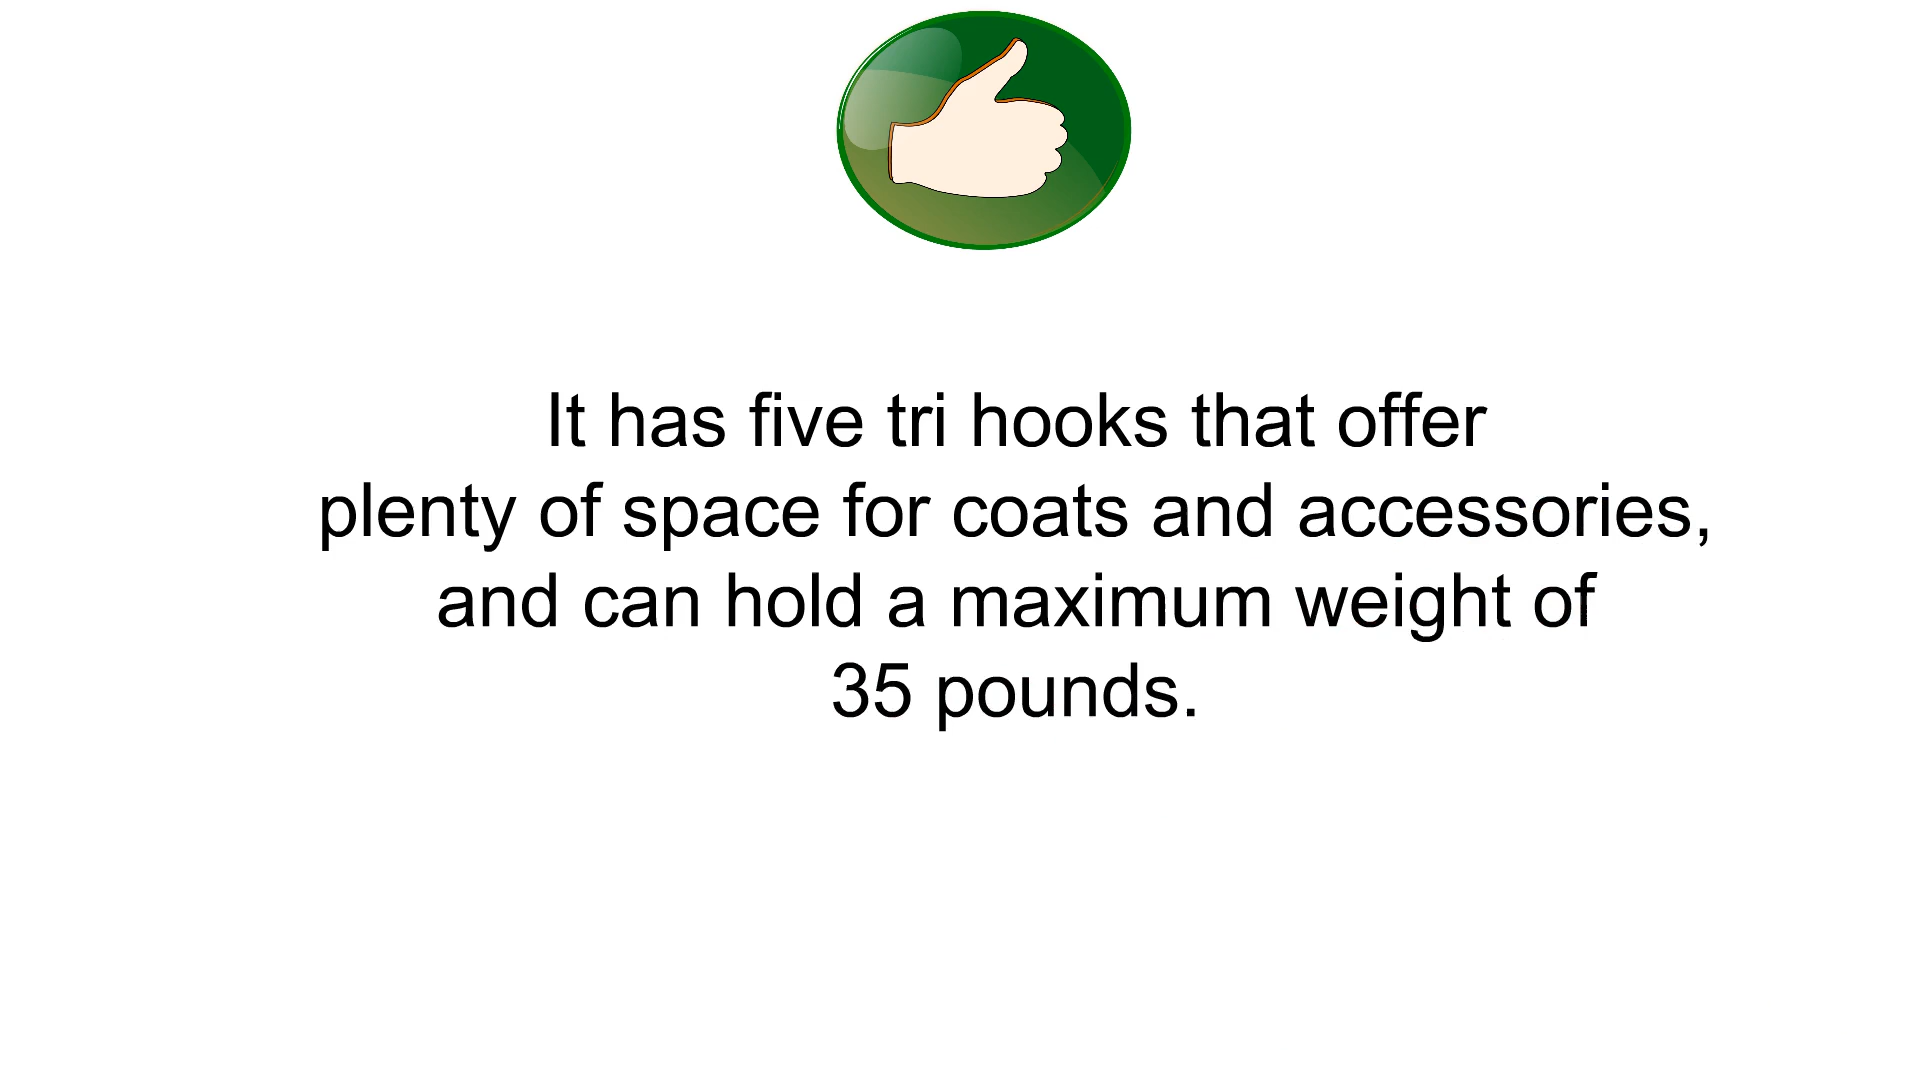 It has five tri hooks that offer
plenty of space for coats and accessories,
and can hold a maximum weight of
35 pounds.